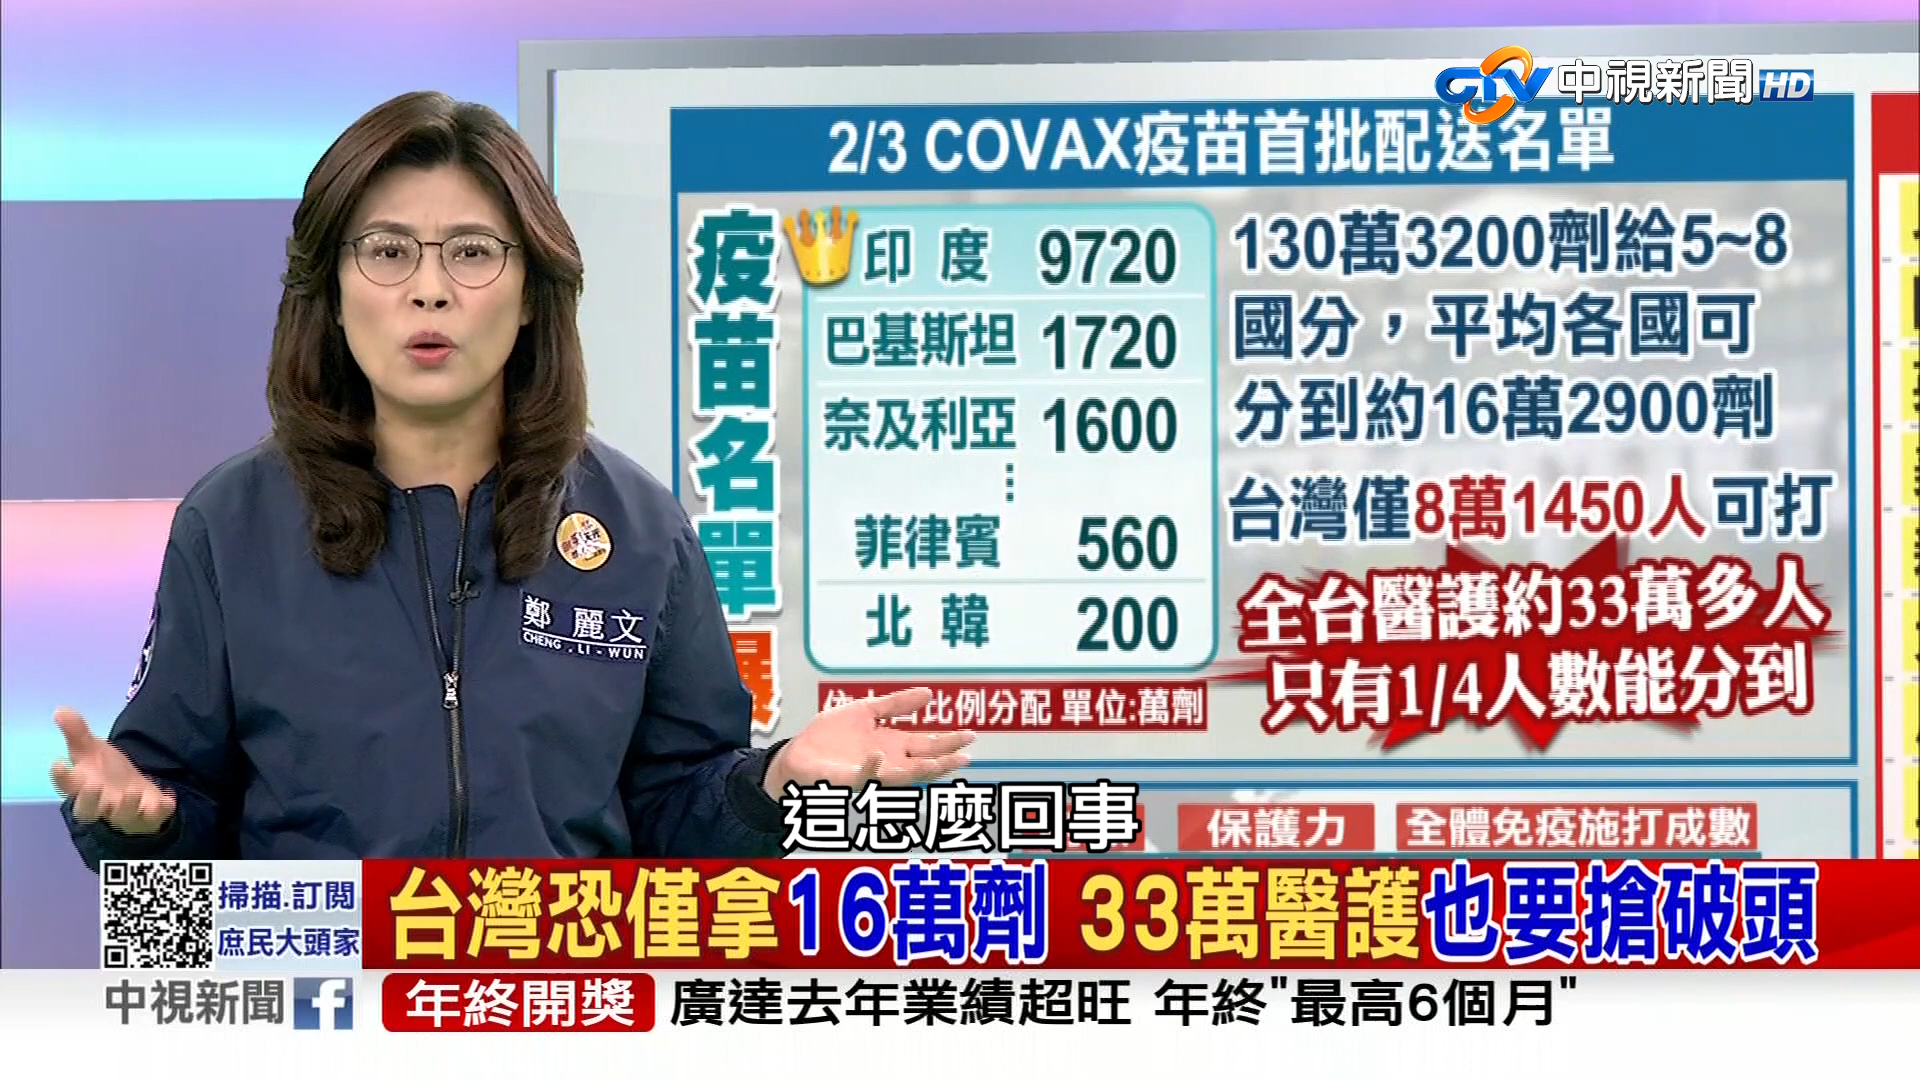 CTV 中視新聞 HD
2/3 COVAX疫苗首批配送名單
疫苗名單
印度 9720
巴基斯坦 1720
奈及利亞 1600
⋮
菲律賓 560
北韓 200
比例分配 單位:萬劑
130萬3200劑給5~8
國分，平均各國可
分到約16萬2900劑
台灣僅8萬1450人可打
全台醫護約33萬多人
只有1/4人數能分到
鄭麗文
CHENG . LI - WUN
保護力
全體免疫施打成數
這怎麼回事
掃描.訂閱
庶民大頭家
台灣恐僅拿16萬劑 33萬醫護也要搶破頭
中視新聞 f
年終開獎 廣達去年業績超旺 年終"最高6個月"